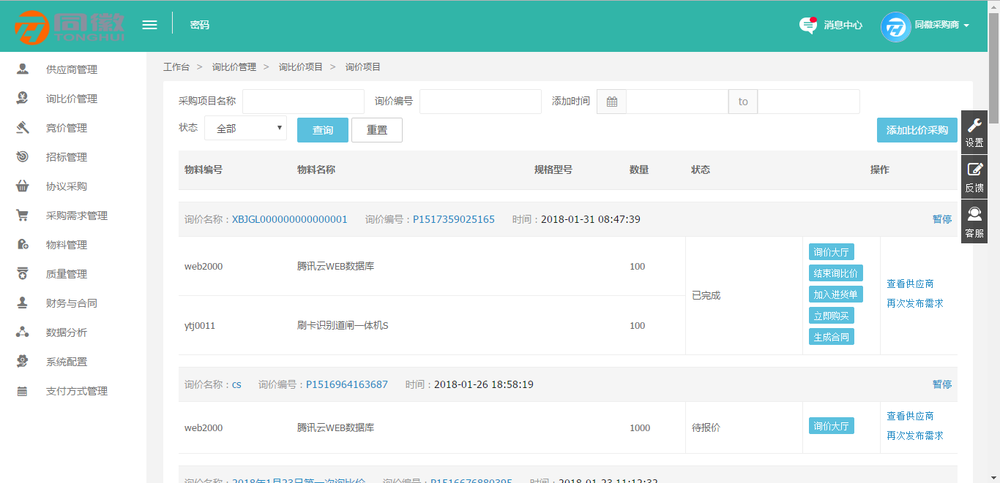 同徽
TONGHUI
密码
消息中心
同徽采购商
供应商管理
询比价管理
竞价管理
招标管理
协议采购
采购需求管理
物料管理
质量管理
财务与合同
数据分析
系统配置
支付方式管理
工作台 > 询比价管理 > 询比价项目 > 询价项目
采购项目名称 询价编号 添加时间 to
状态 全部 查询 重置 添加比价采购
物料编号 物料名称 规格型号 数量 状态 操作
询价名称：XBJGL000000000000001 询价编号：P1517359025165 时间：2018-01-31 08:47:39 暂停
web2000 腾讯云WEB数据库 100
ytj0011 刷卡识别道闸一体机S 100
已完成
询价大厅
结束询比价
加入进货单
立即购买
生成合同
查看供应商
再次发布需求
询价名称：cs 询价编号：P1516964163687 时间：2018-01-26 18:58:19 暂停
web2000 腾讯云WEB数据库 1000 待报价 询价大厅
查看供应商
再次发布需求
询价名称：2018年1月23日第一次询比价 询价编号：P1516676880395 时间：2018-01-23 11:12:32
设置
反馈
客服